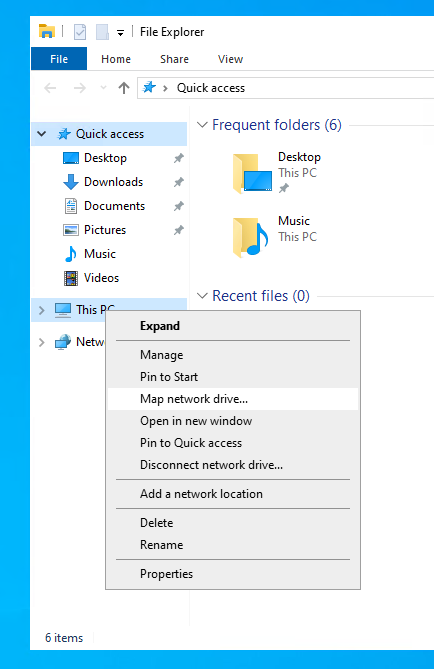 File Explorer
File Home Share View
Quick access
Quick access
Desktop
Downloads
Documents
Pictures
Music
Videos
This PC
Frequent folders (6)
Desktop
This PC
Music
This PC
Recent files (0)
Expand
Manage
Pin to Start
Map network drive...
Open in new window
Pin to Quick access
Disconnect network drive...
Add a network location
Delete
Rename
Properties
6 items